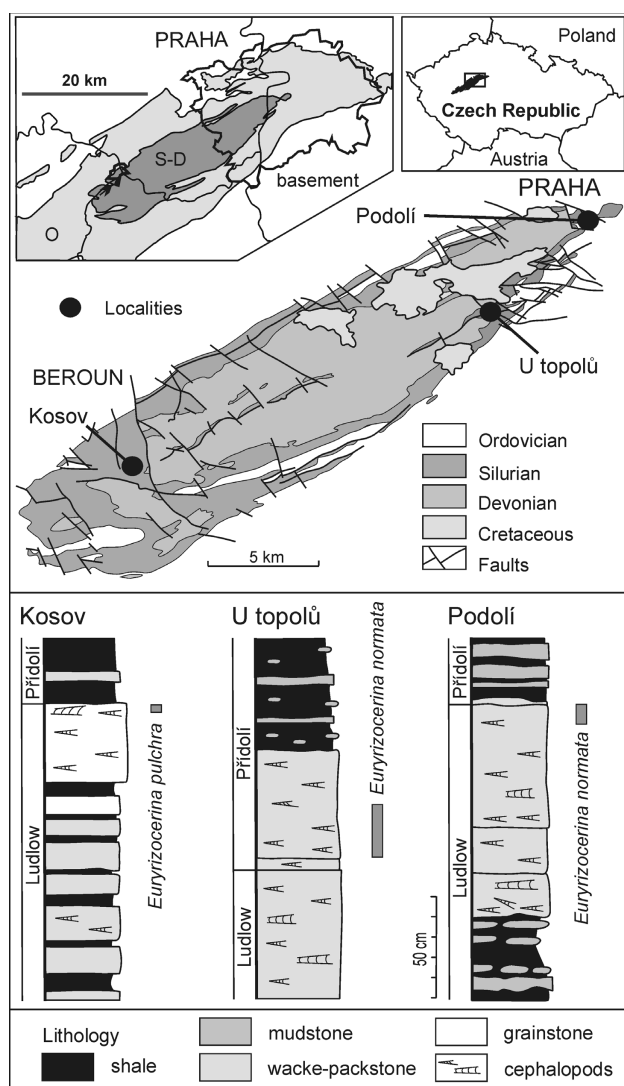 PRAHA
20 km
S-D
O
basement
Poland
Czech Republic
Austria
PRAHA
Podolí
Localities
U topolů
BEROUN
Kosov
Ordovician
Silurian
Devonian
Cretaceous
Faults
5 km
Kosov
U topolů
Podolí
Přídolí
Ludlow
Euryrizocerina pulchra
Přídolí
Ludlow
Euryrizocerina normata
Přídolí
Ludlow
50 cm
Euryrizocerina normata
Lithology
shale
mudstone
wacke-packstone
grainstone
cephalopods